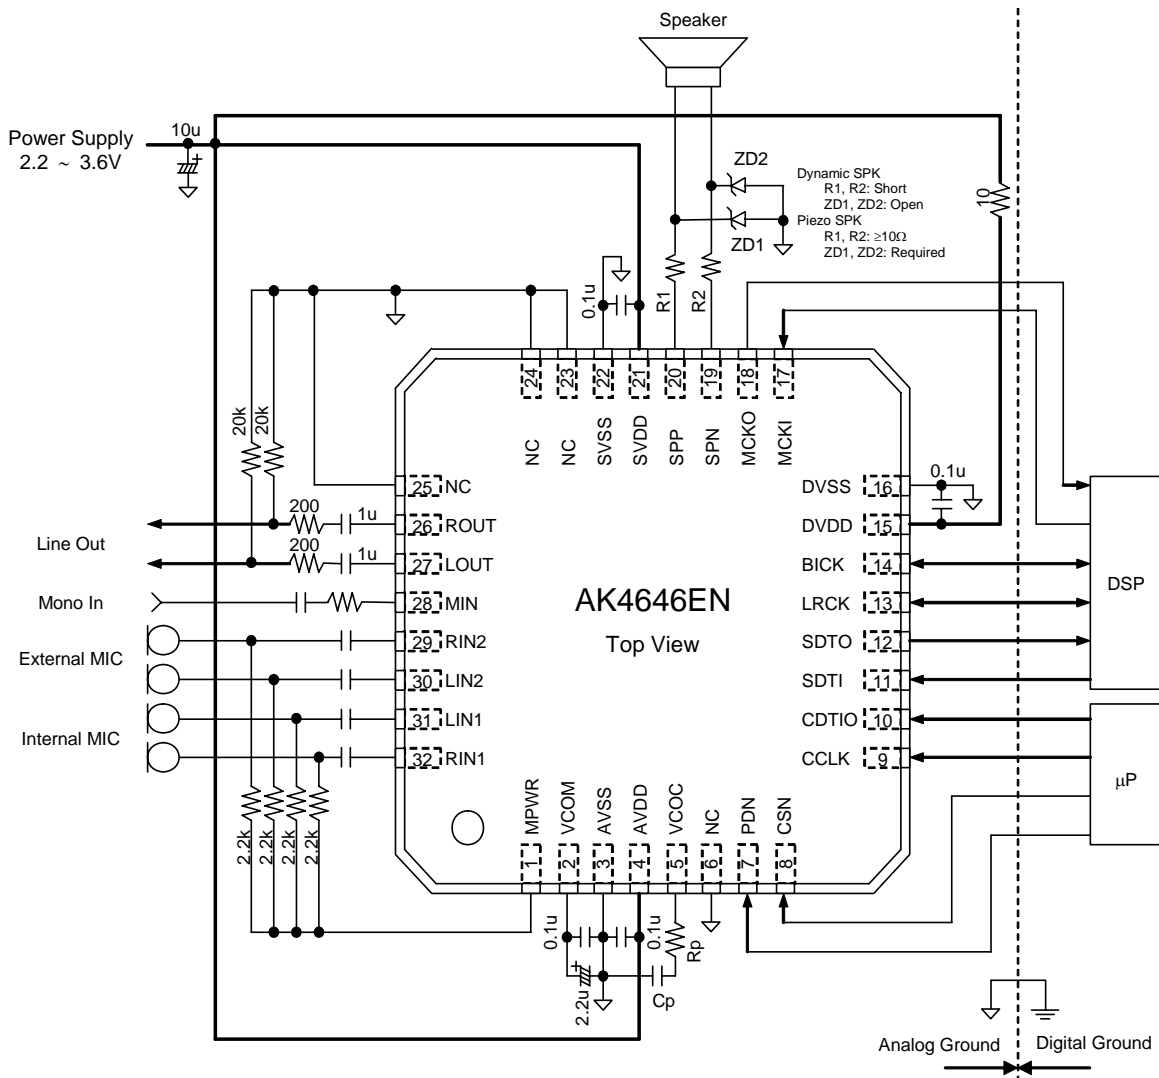 Speaker
Power Supply
2.2 ~ 3.6V
10u
ZD2
ZD1
Dynamic SPK
R1, R2: Short
ZD1, ZD2: Open
Piezo SPK
R1, R2: ≥10Ω
ZD1, ZD2: Required
10
0.1u
R1
R2
20k
20k
24
23
22
21
20
19
18
17
NC
NC
SVSS
SVDD
SPP
SPN
MCKO
MCKI
25 NC
200
1u
26 ROUT
200
1u
27 LOUT
28 MIN
29 RIN2
30 LIN2
31 LIN1
32 RIN1
Line Out
Mono In
External MIC
Internal MIC
AK4646EN
Top View
0.1u
DVSS 16
DVDD 15
BICK 14
LRCK 13
SDTO 12
SDTI 11
CDTIO 10
CCLK 9
DSP
µP
2.2k
2.2k
2.2k
2.2k
MPWR
VCOM
AVSS
AVDD
VCOC
NC
PDN
CSN
1
2
3
4
5
6
7
8
0.1u
0.1u
Rp
2.2u
Cp
Analog Ground
Digital Ground